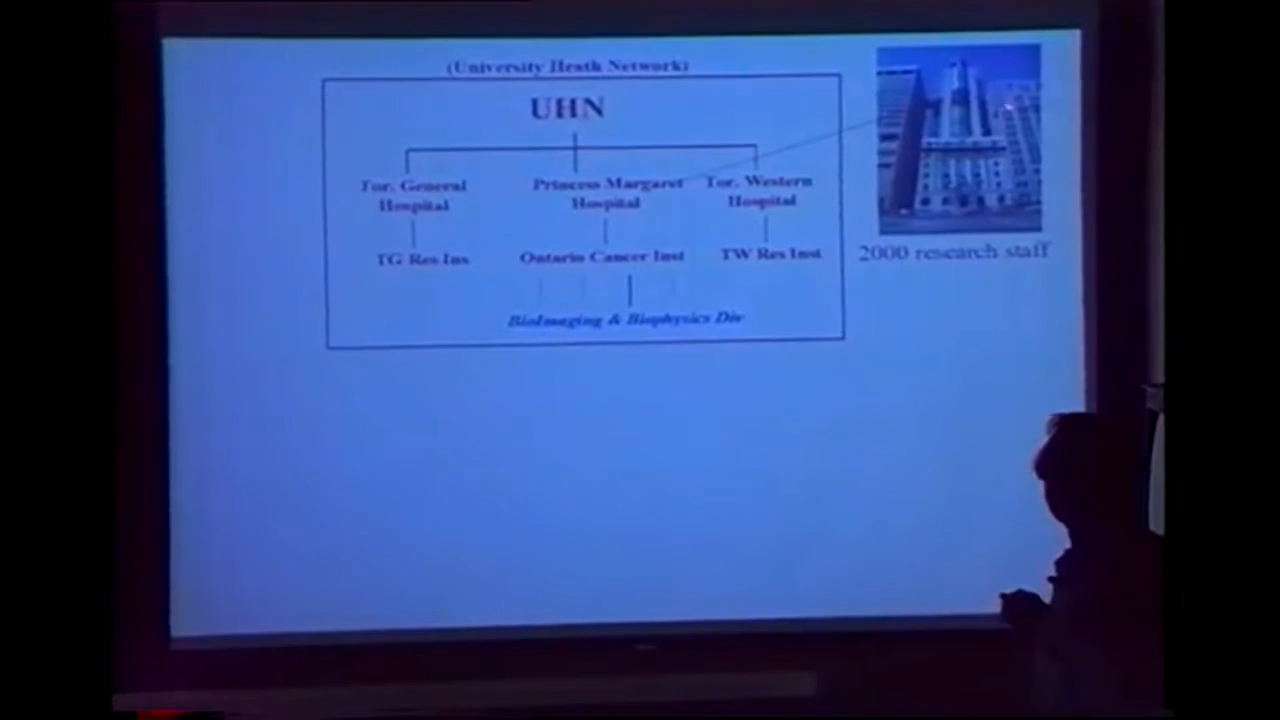 (University Heath Network)
UHN
Tor. General
Hospital
Princess Margaret
Hospital
Tor. Western
Hospital
TG Res Ins
Ontario Cancer Inst
TW Res Inst
2000 research staff
BioImaging & Biophysics Div